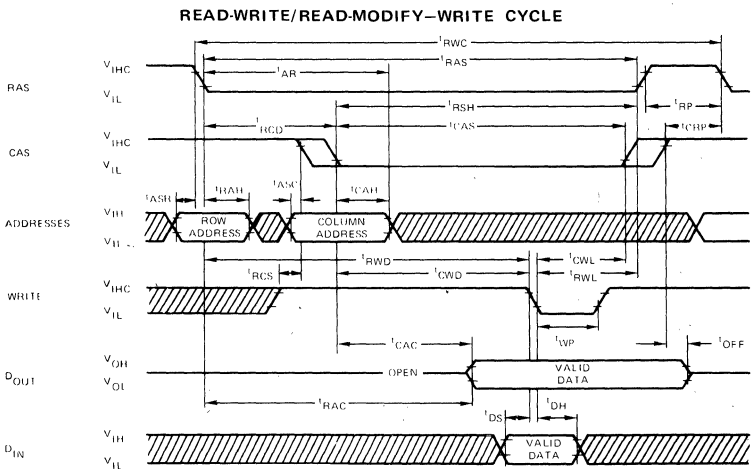 READ-WRITE/READ-MODIFY—WRITE CYCLE
tRWC
tRAS
tAR
RAS
VIHC
VIL
tRSH
tRP
tRCD
tCAS
tCRP
CAS
VIHC
VIL
tASR
tRAH
tASC
tCAH
ADDRESSES
VIH
VIL
ROW ADDRESS
COLUMN ADDRESS
tRWD
tCWL
tRCS
tCWD
tRWL
WRITE
VIHC
VIL
tWP
tCAC
tOFF
DOUT
VOH
VOL
OPEN
VALID DATA
tRAC
tDS
tDH
DIN
VIH
VIL
VALID DATA